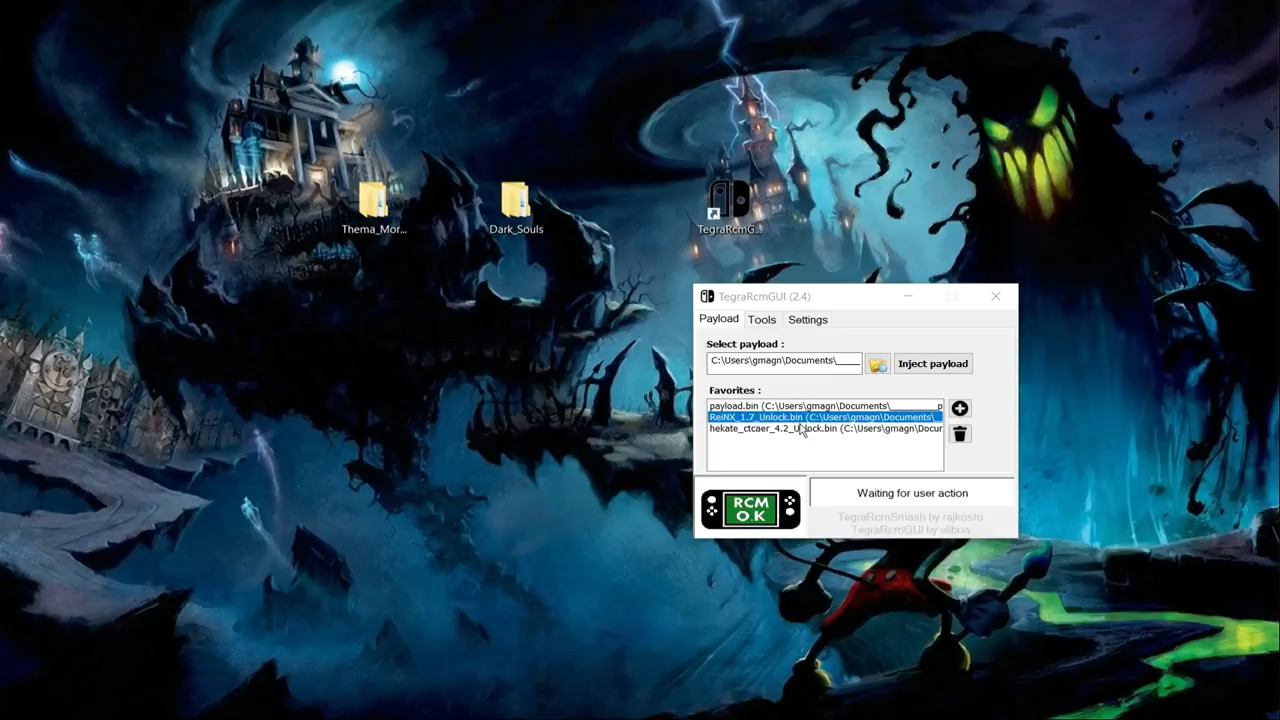 Thema_Mor...
Dark_Souls
TegraRcmG...
TegraRcmGUI (2.4)
Payload Tools Settings
Select payload :
C:\Users\gmagn\Documents\_____
Inject payload
Favorites :
payload.bin (C:\Users\gmagn\Documents\__________p
ReiNX_1.7_Unlock.bin (C:\Users\gmagn\Documents\_
hekate_ctcaer_4.2_Unlock.bin (C:\Users\gmagn\Docur
RCM
O.K
Waiting for user action
TegraRcmSmash by rajkosto
TegraRcmGUI by eliboa